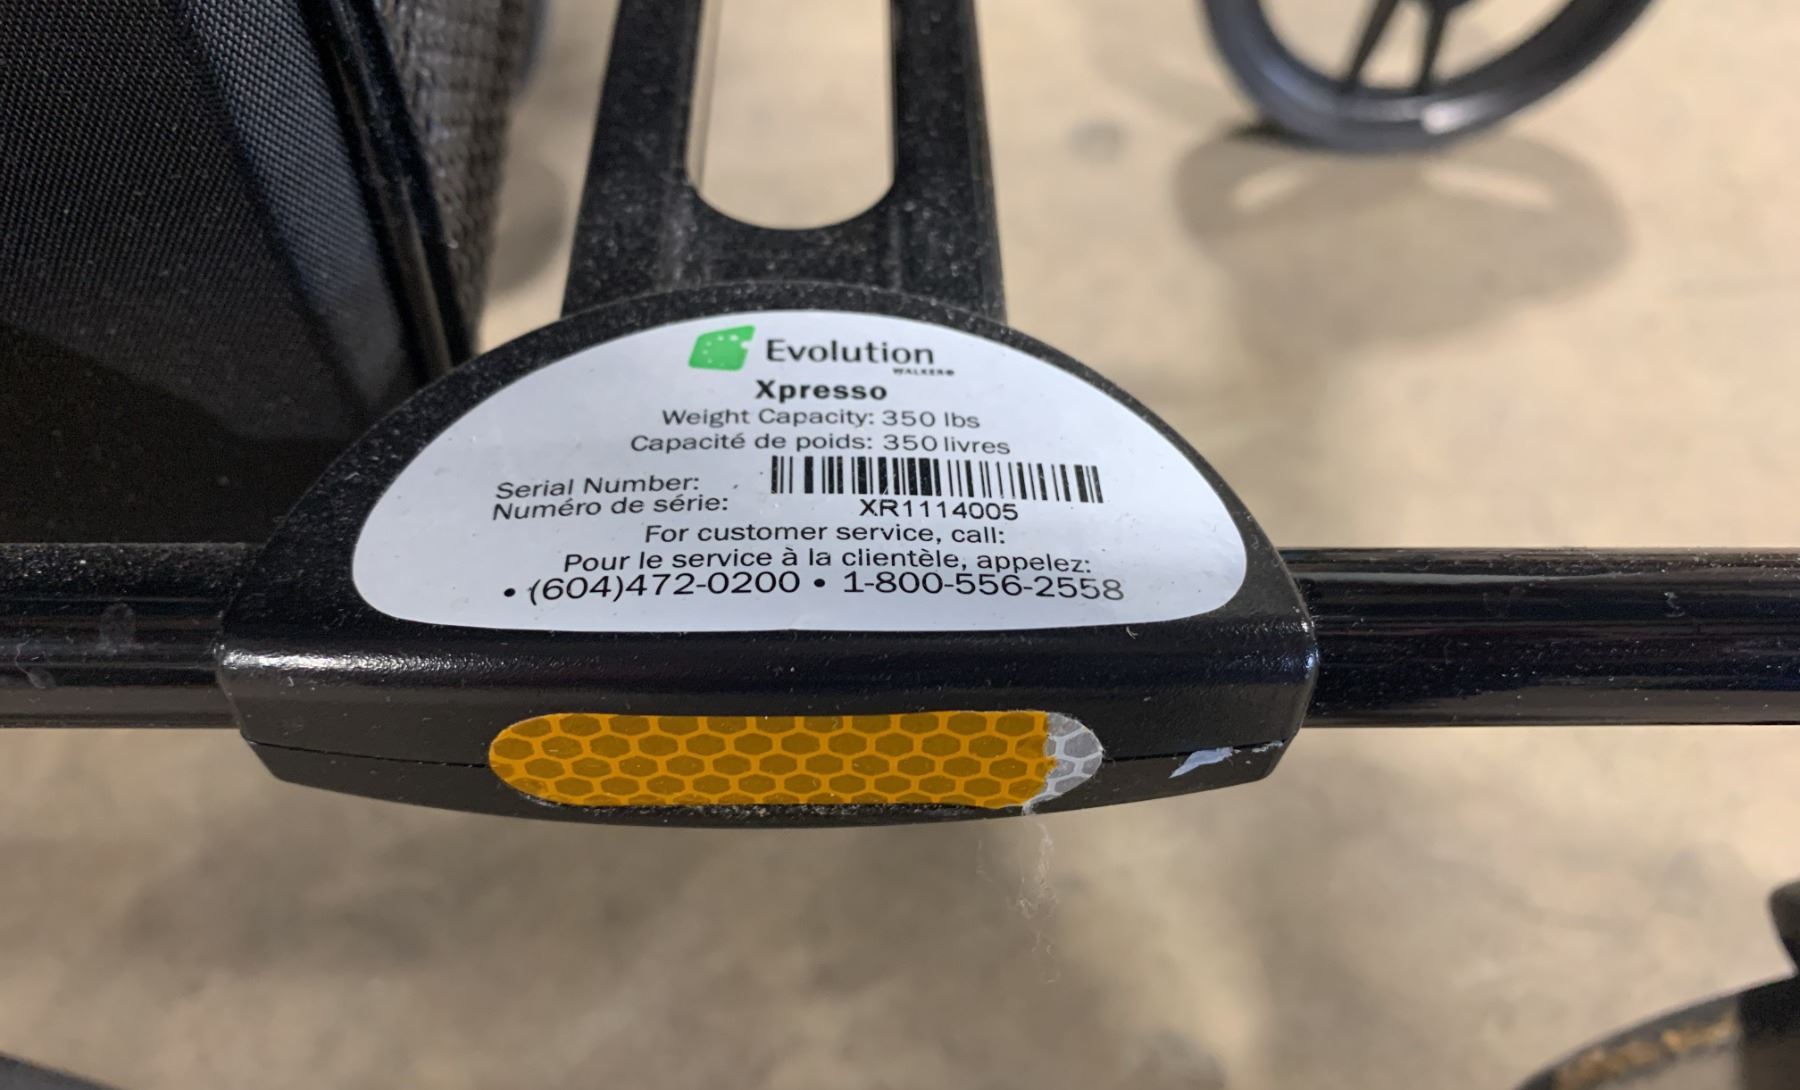 Evolution
WALKER®
Xpresso
Weight Capacity: 350 lbs
Capacité de poids: 350 livres
Serial Number:
Numéro de série:
XR1114005
For customer service, call:
Pour le service à la clientèle, appelez:
• (604)472-0200 • 1-800-556-2558